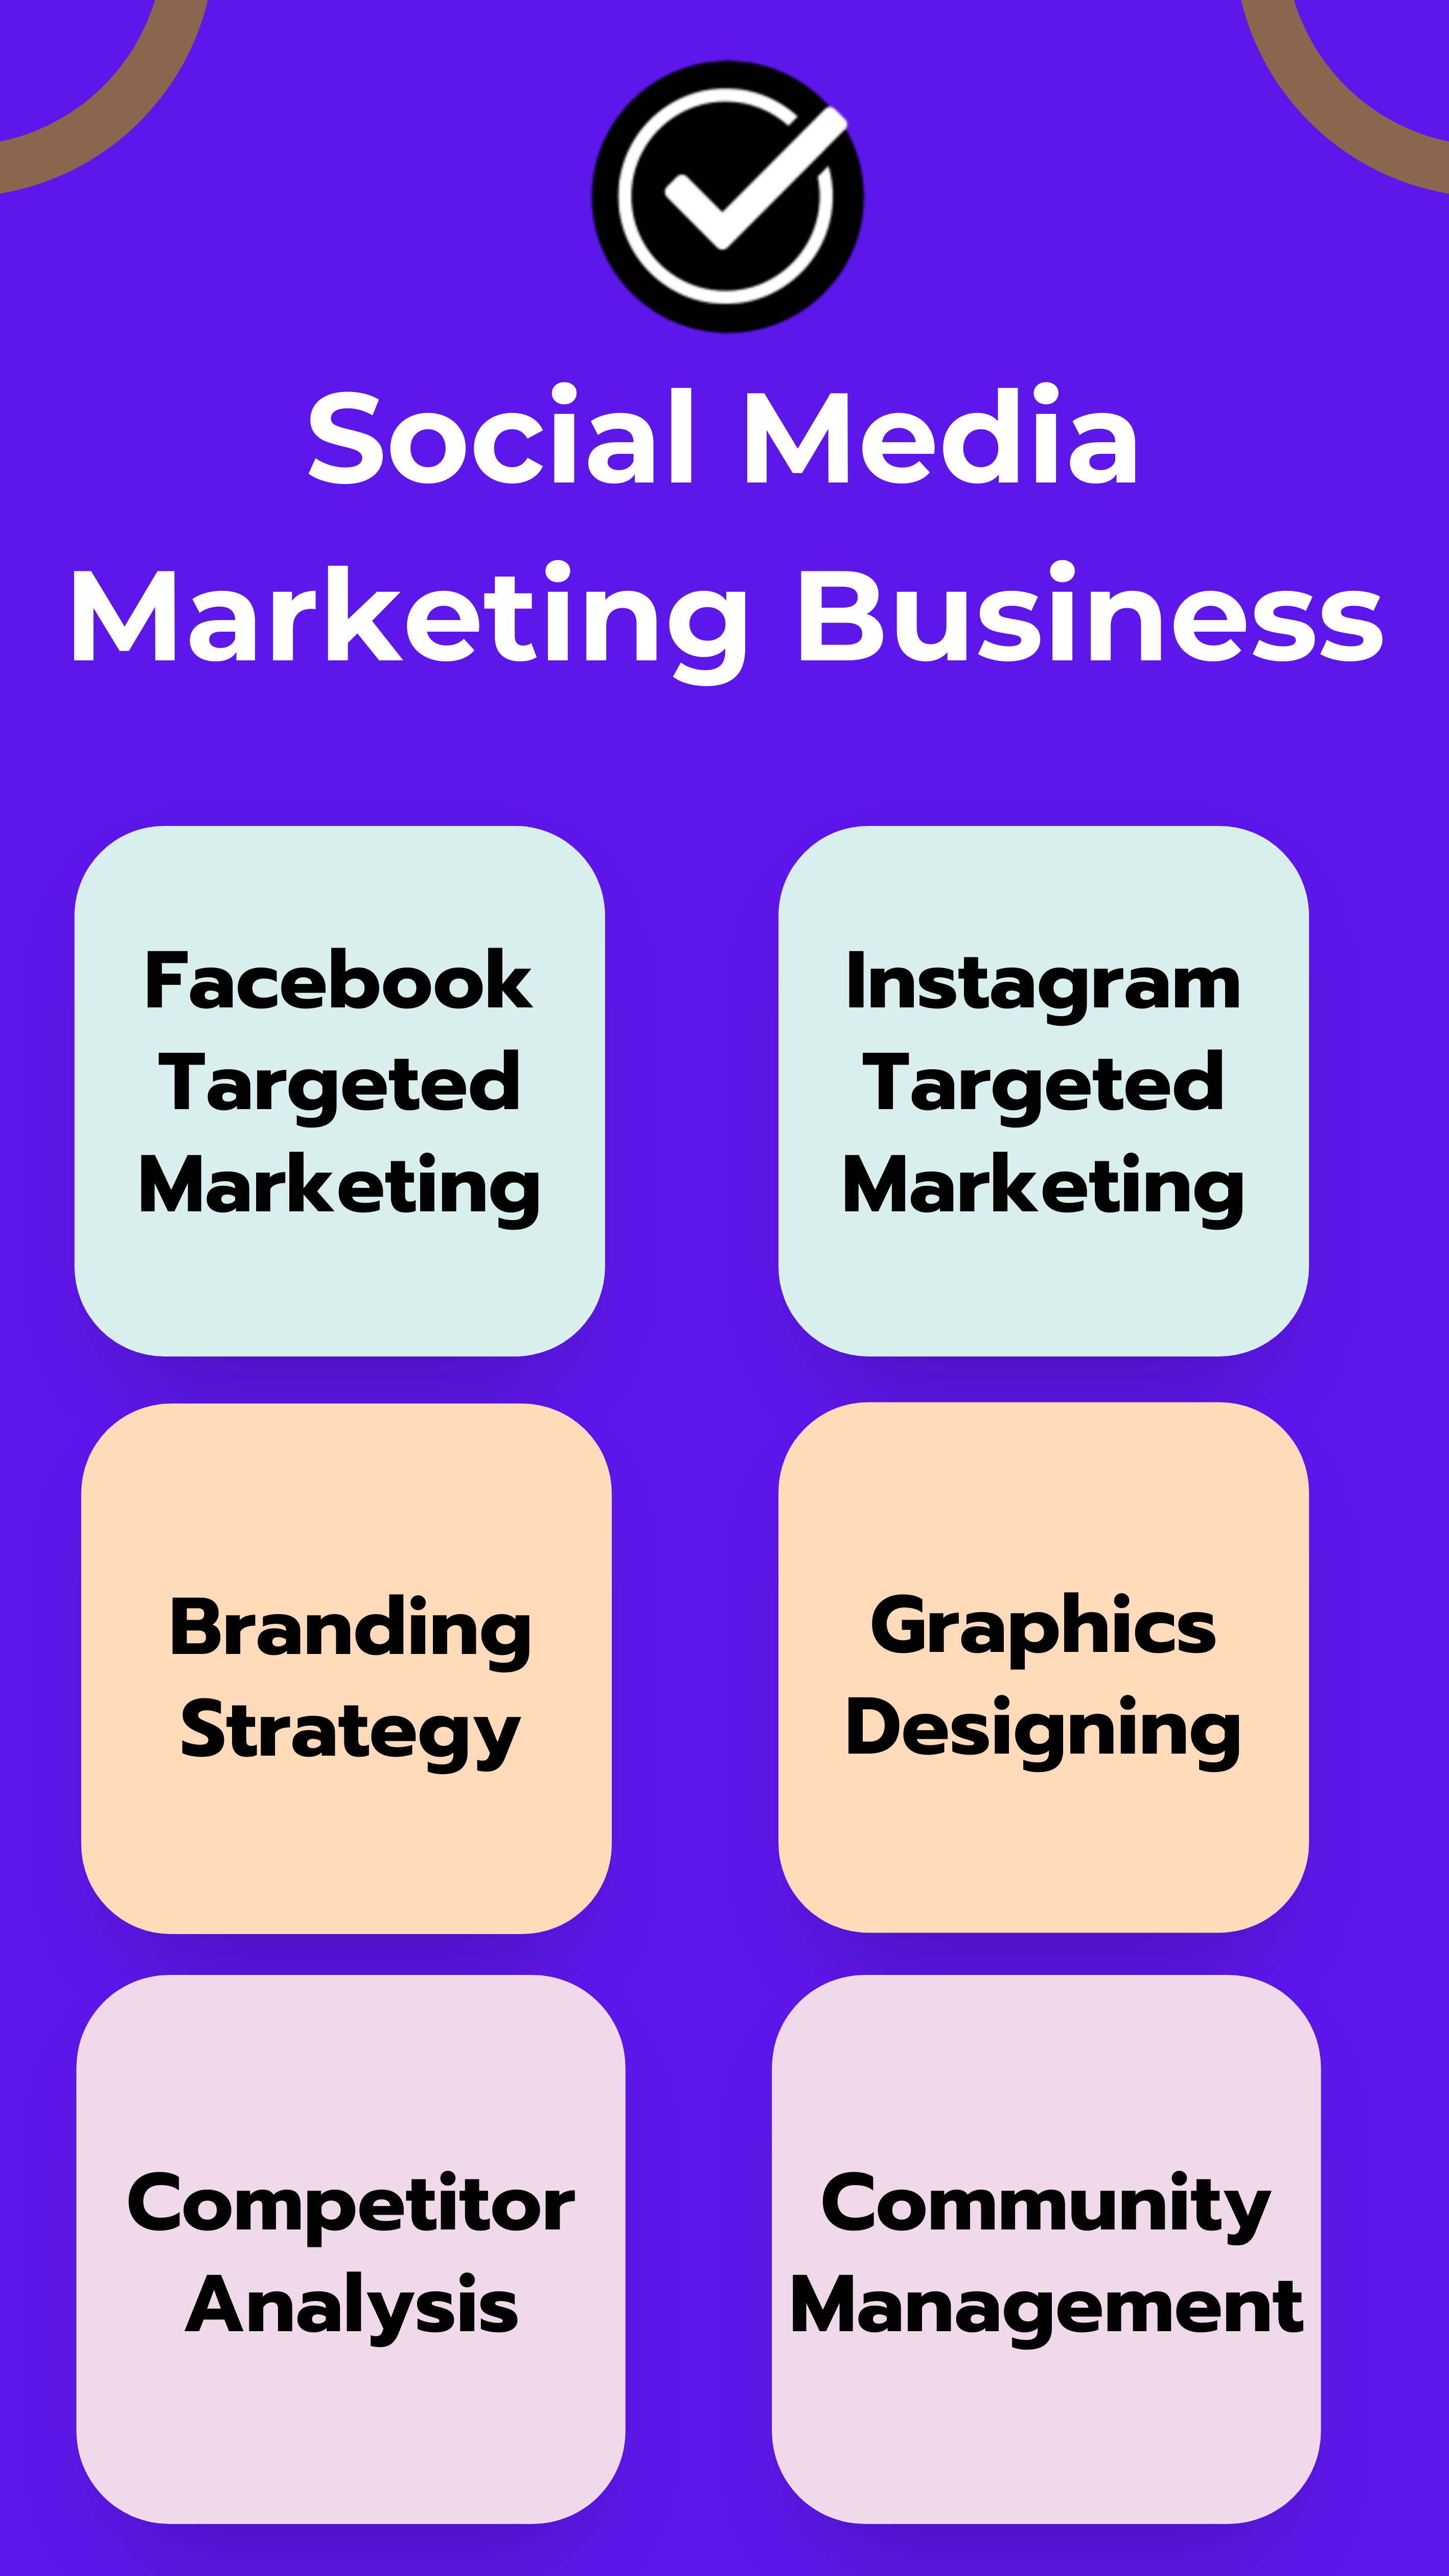 Social Media
Marketing Business
Facebook
Targeted
Marketing
Instagram
Targeted
Marketing
Branding
Strategy
Graphics
Designing
Competitor
Analysis
Community
Management